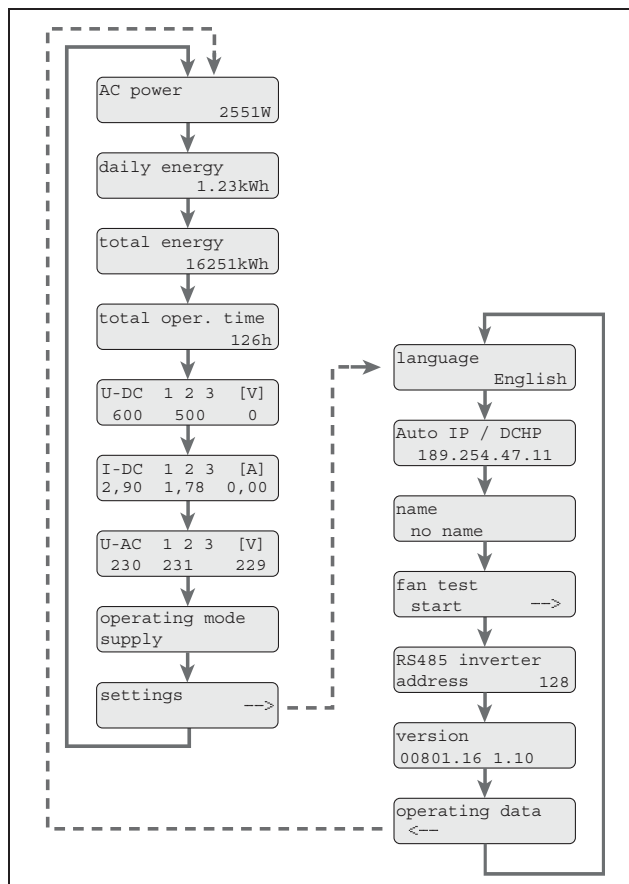 AC power
2551W
daily energy
1.23kWh
total energy
16251kWh
total oper. time
126h
U-DC 1 2 3 [V]
600 500 0
I-DC 1 2 3 [A]
2,90 1,78 0,00
U-AC 1 2 3 [V]
230 231 229
operating mode
supply
settings
-->
language
English
Auto IP / DCHP
189.254.47.11
name
no name
fan test
start -->
RS485 inverter
address 128
version
00801.16 1.10
operating data
<--